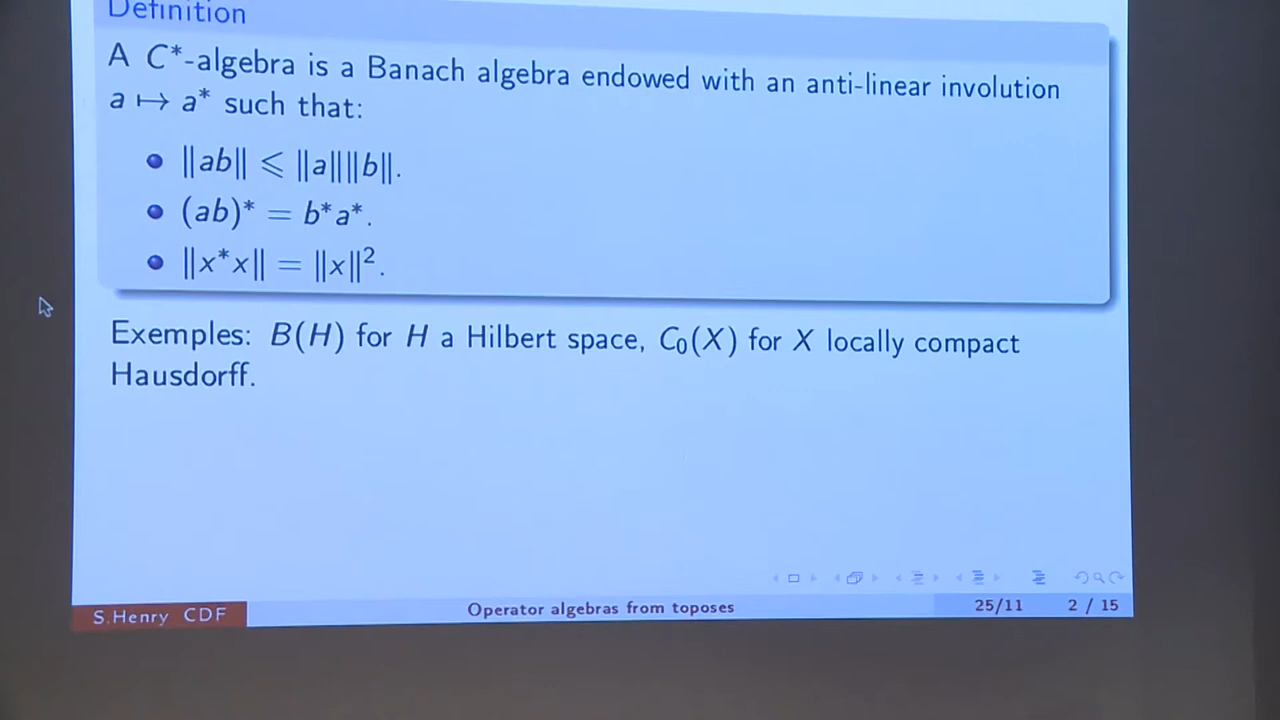 Definition
A C*-algebra is a Banach algebra endowed with an anti-linear involution
a ↦ a* such that:
‖ab‖ ⩽ ‖a‖‖b‖.
(ab)* = b*a*.
‖x*x‖ = ‖x‖².
Exemples: B(H) for H a Hilbert space, C₀(X) for X locally compact
Hausdorff.
S.Henry CDF Operator algebras from toposes 25/11 2 / 15